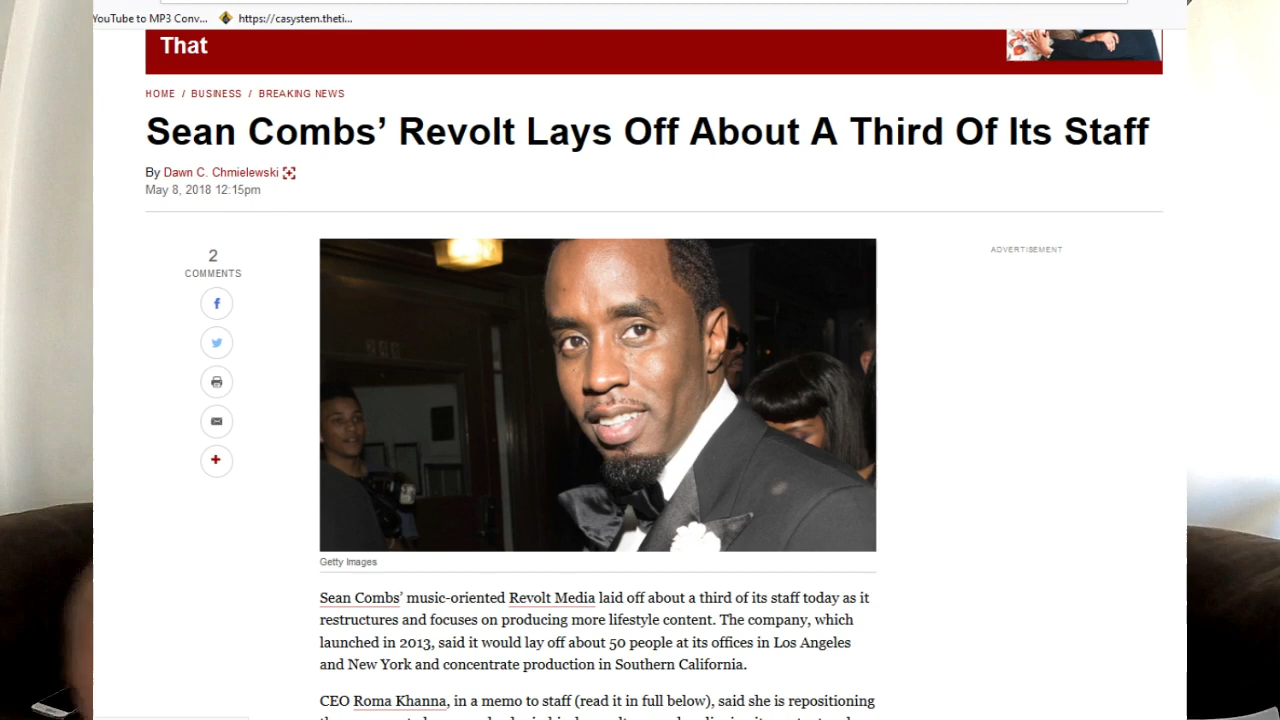 YouTube to MP3 Conv... https://casystem.theti...
That
HOME / BUSINESS / BREAKING NEWS
Sean Combs’ Revolt Lays Off About A Third Of Its Staff
By Dawn C. Chmielewski
May 8, 2018 12:15pm
2
COMMENTS
ADVERTISEMENT
Getty Images
Sean Combs’ music-oriented Revolt Media laid off about a third of its staff today as it
restructures and focuses on producing more lifestyle content. The company, which
launched in 2013, said it would lay off about 50 people at its offices in Los Angeles
and New York and concentrate production in Southern California.
CEO Roma Khanna, in a memo to staff (read it in full below), said she is repositioning